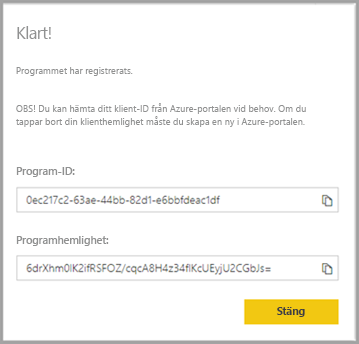 Klart!
Programmet har registrerats.
OBS! Du kan hämta ditt klient-ID från Azure-portalen vid behov. Om du
tappar bort din klienthemlighet måste du skapa en ny i Azure-portalen.
Program-ID:
0ec217c2-63ae-44bb-82d1-e6bbfdeac1df
Programhemlighet:
6drXhm0lK2ifRSFOZ/cqcA8H4z34flKcUEyjU2CGbJs=
Stäng